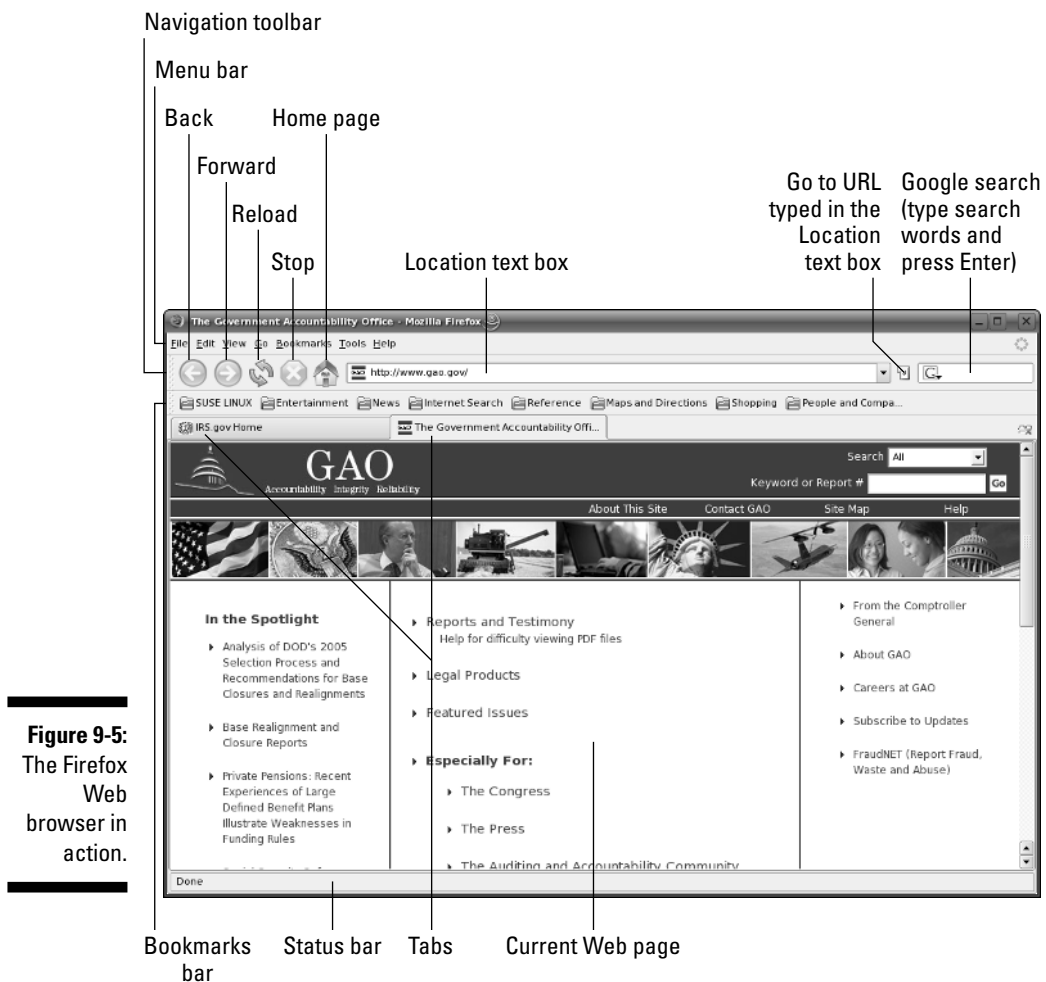 Navigation toolbar
Menu bar
Back
Home page
Forward
Reload
Stop
Location text box
Go to URL
typed in the
Location
text box
Google search
(type search
words and
press Enter)
The Government Accountability Office - Mozilla Firefox
File Edit View Go Bookmarks Tools Help
http://www.gao.gov/
G
SUSE LINUX Entertainment News Internet Search Reference Maps and Directions Shopping People and Compa...
IRS.gov Home
The Government Accountability Offi...
GAO
Accountability Integrity Reliability
Search All
Keyword or Report # Go
About This Site Contact GAO Site Map Help
In the Spotlight
Analysis of DOD's 2005
Selection Process and
Recommendations for Base
Closures and Realignments
Base Realignment and
Closure Reports
Private Pensions: Recent
Experiences of Large
Defined Benefit Plans
Illustrate Weaknesses in
Funding Rules
Reports and Testimony
Help for difficulty viewing PDF files
Legal Products
Featured Issues
Especially For:
The Congress
The Press
The Auditing and Accountability Community
From the Comptroller
General
About GAO
Careers at GAO
Subscribe to Updates
FraudNET (Report Fraud,
Waste and Abuse)
Done
Figure 9-5:
The Firefox
Web
browser in
action.
Bookmarks
bar
Status bar
Tabs
Current Web page